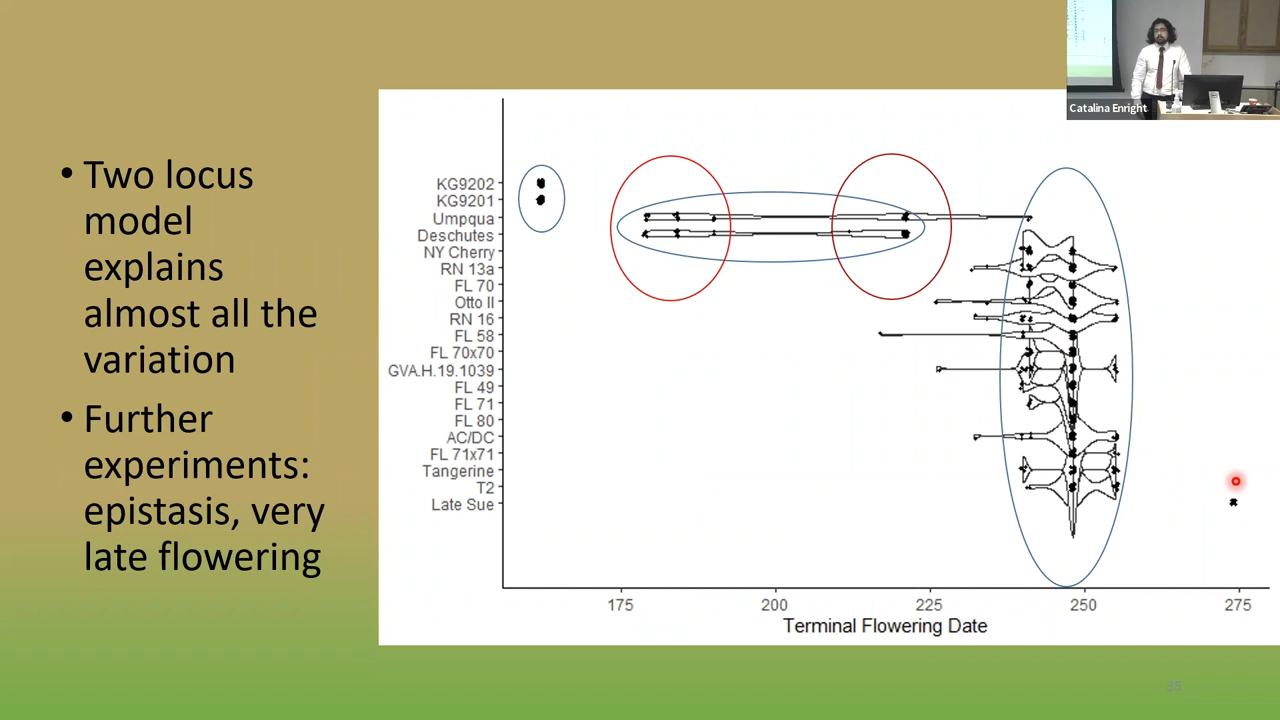 Catalina Enright
• Two locus
model
explains
almost all the
variation
• Further
experiments:
epistasis, very
late flowering
KG9202
KG9201
Umpqua
Deschutes
NY Cherry
RN 13a
FL 70
Otto II
RN 16
FL 58
FL 70x70
GVA.H.19.1039
FL 49
FL 71
FL 80
AC/DC
FL 71x71
Tangerine
T2
Late Sue
175 200 225 250 275
Terminal Flowering Date
35